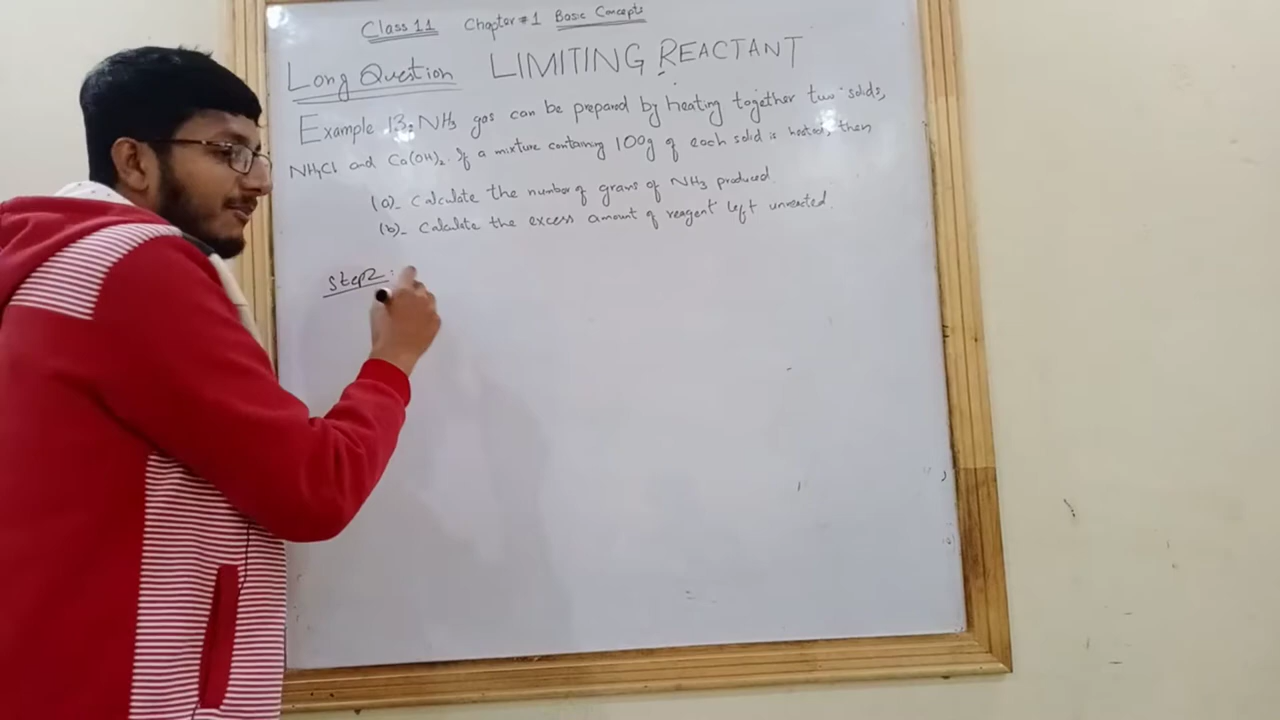 Class 11 Chapter #1 Basic Concepts
Long Question LIMITING REACTANT
Example 13: NH3 gas can be prepared by heating together two solids,
NH4Cl and Ca(OH)2. If a mixture containing 100g of each solid is heated, then
(a)- Calculate the number of grams of NH3 produced
(b)- Calculate the excess amount of reagent left unreacted.
Step2: